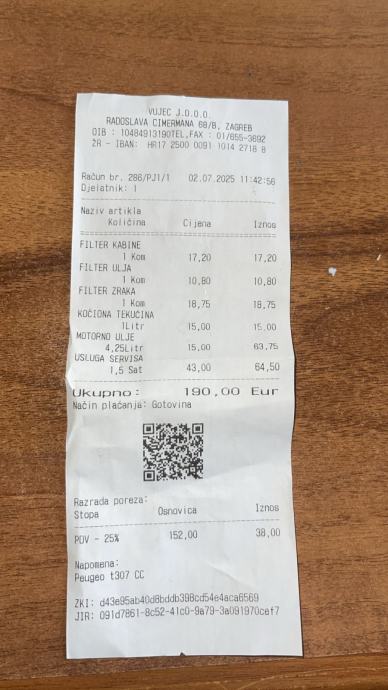 VUJEC J.D.O.O.
RADOSLAVA CIMERMANA 68/B, ZAGREB
OIB : 10484913190TEL,FAX : 01/655-3692
ŽR - IBAN: HR17 2500 0091 1014 2718 8
Račun br. 286/PJ1/1 02.07.2025 11:42:56
Djelatnik: 1
Naziv artikla
Količina Cijena Iznos
FILTER KABINE
1 Kom 17,20 17,20
FILTER ULJA
1 Kom 10,80 10,80
FILTER ZRAKA
1 Kom 18,75 18,75
KOČIONA TEKUĆINA
1Litr 15,00 15,00
MOTORNO ULJE
4,25Litr 15,00 63,75
USLUGA SERVISA
1,5 Sat 43,00 64,50
Ukupno: 190,00 Eur
Način plaćanja: Gotovina
Razrada poreza:
Stopa Osnovica Iznos
PDV - 25% 152,00 38,00
Napomena:
Peugeo t307 CC
ZKI: d43e95ab40d8bddb398cd54e4aca6569
JIR: 091d7861-8c52-41c0-9a79-3a091970cef7